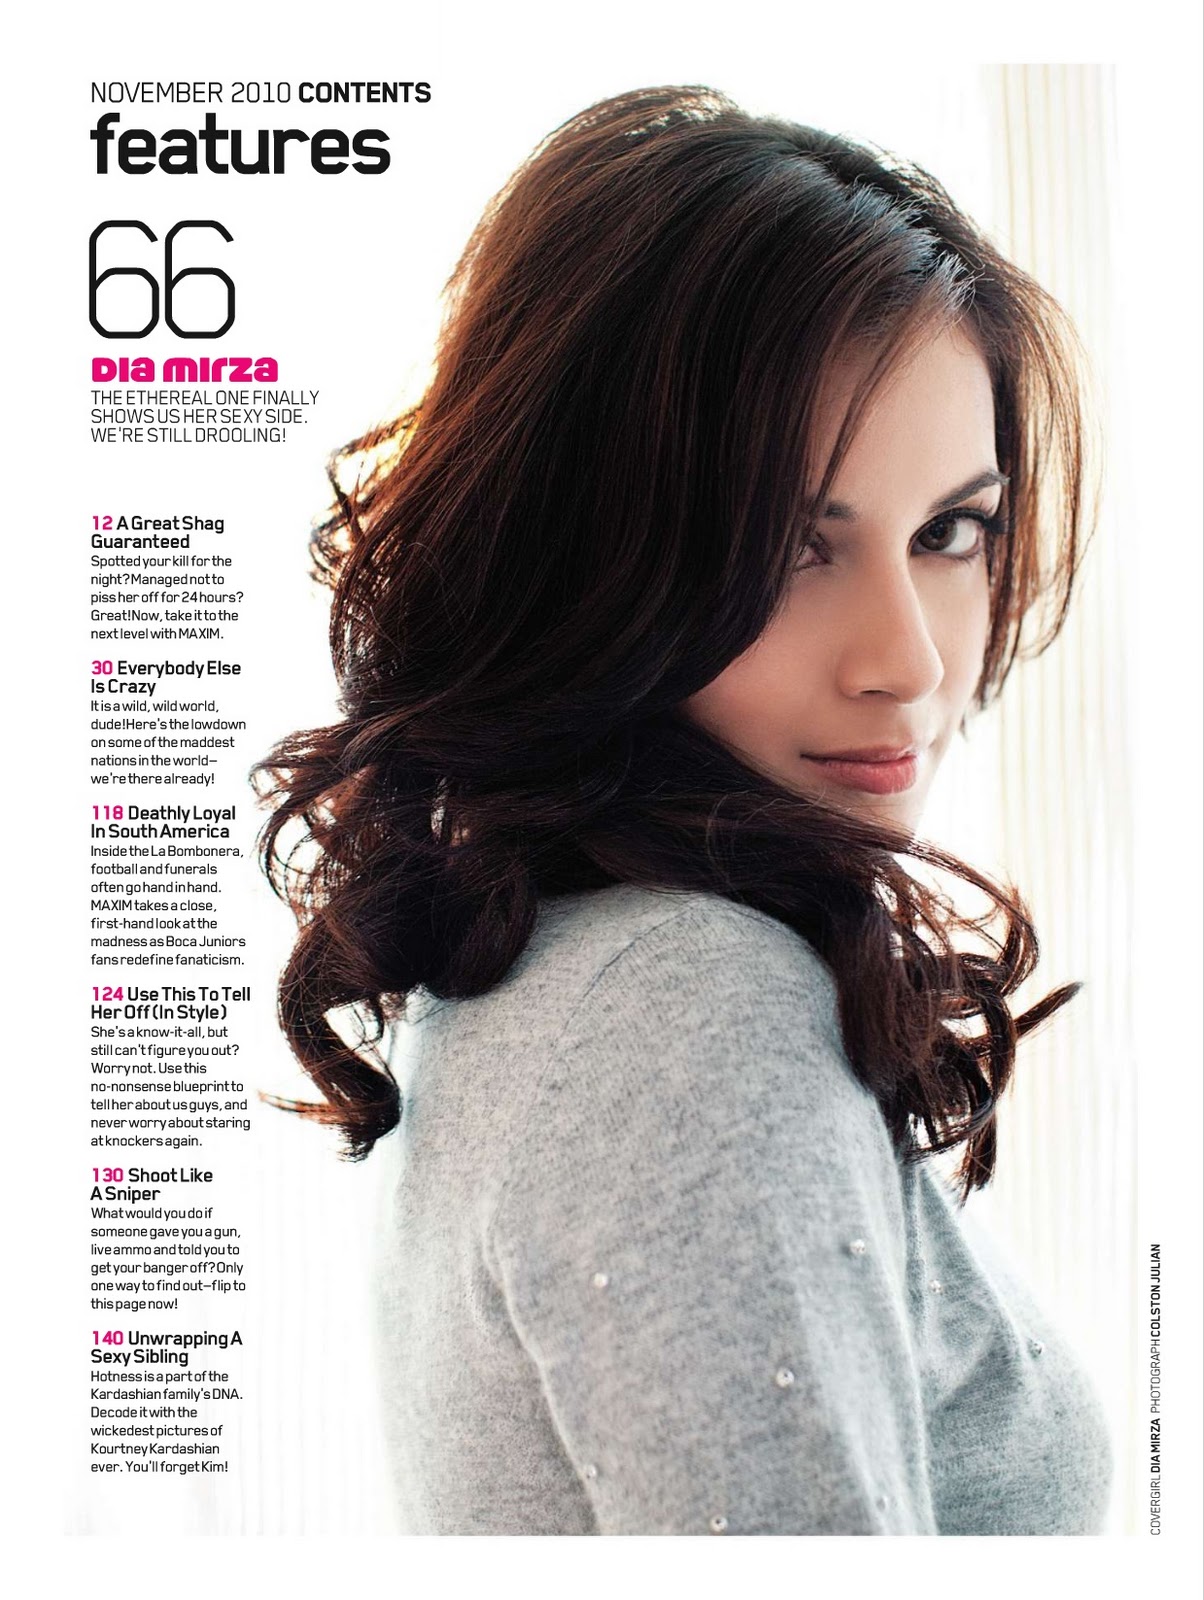 NOVEMBER 2010 CONTENTS
features
66
Dia mirza
THE ETHEREAL ONE FINALLY
SHOWS US HER SEXY SIDE.
WE'RE STILL DROOLING!
12 A Great Shag
Guaranteed
Spotted your kill for the
night? Managed not to
piss her off for 24 hours?
Great! Now, take it to the
next level with MAXIM.
30 Everybody Else
Is Crazy
It is a wild, wild world,
dude! Here's the lowdown
on some of the maddest
nations in the world—
we're there already!
118 Deathly Loyal
In South America
Inside the La Bombonera,
football and funerals
often go hand in hand.
MAXIM takes a close,
first-hand look at the
madness as Boca Juniors
fans redefine fanaticism.
124 Use This To Tell
Her Off (In Style)
She's a know-it-all, but
still can't figure you out?
Worry not. Use this
no-nonsense blueprint to
tell her about us guys, and
never worry about staring
at knockers again.
130 Shoot Like
A Sniper
What would you do if
someone gave you a gun,
live ammo and told you to
get your banger off? Only
one way to find out—flip to
this page now!
140 Unwrapping A
Sexy Sibling
Hotness is a part of the
Kardashian family's DNA.
Decode it with the
wickedest pictures of
Kourtney Kardashian
ever. You'll forget Kim!
COVERGIRL DIA MIRZA PHOTOGRAPH COLSTON JULIAN